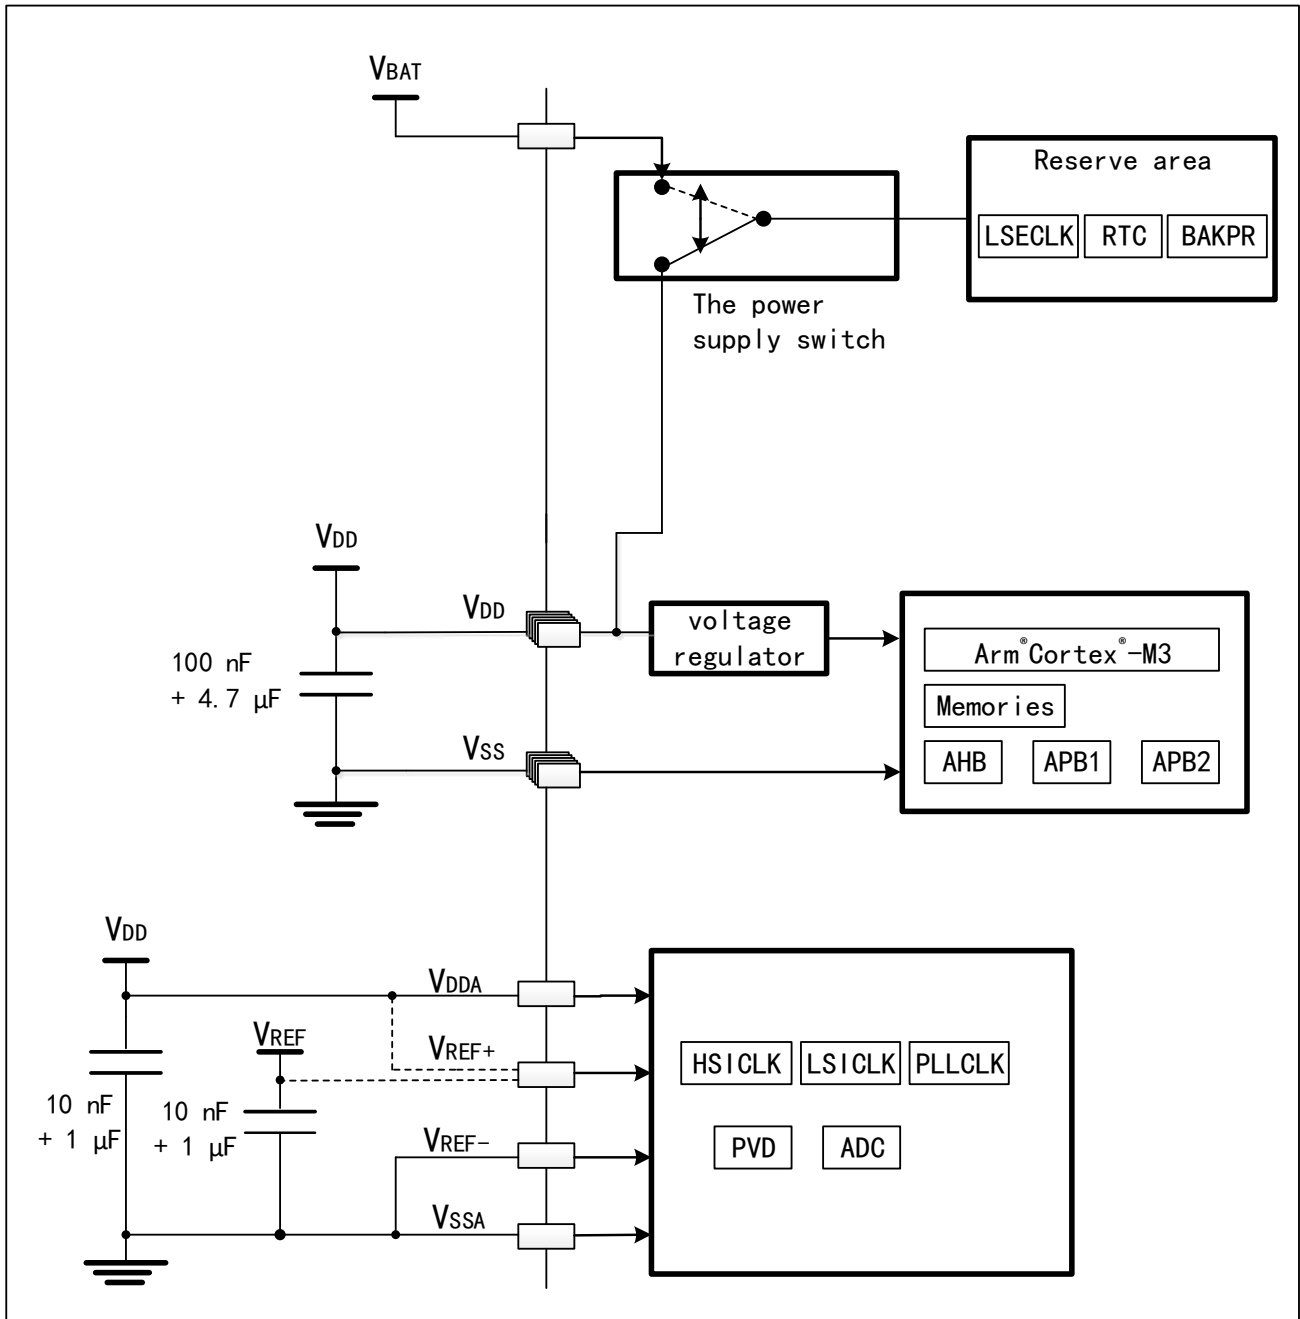 VBAT
Reserve area
LSECLK RTC BAKPR
The power
supply switch
VDD
VDD
voltage
regulator
100 nF
+ 4.7 μF
Arm®Cortex®-M3
Memories
VSS
AHB APB1 APB2
VDD
VDDA
VREF
VREF+
HSICLK LSICLK PLLCLK
10 nF
+ 1 μF
10 nF
+ 1 μF
VREF-
PVD ADC
VSSA